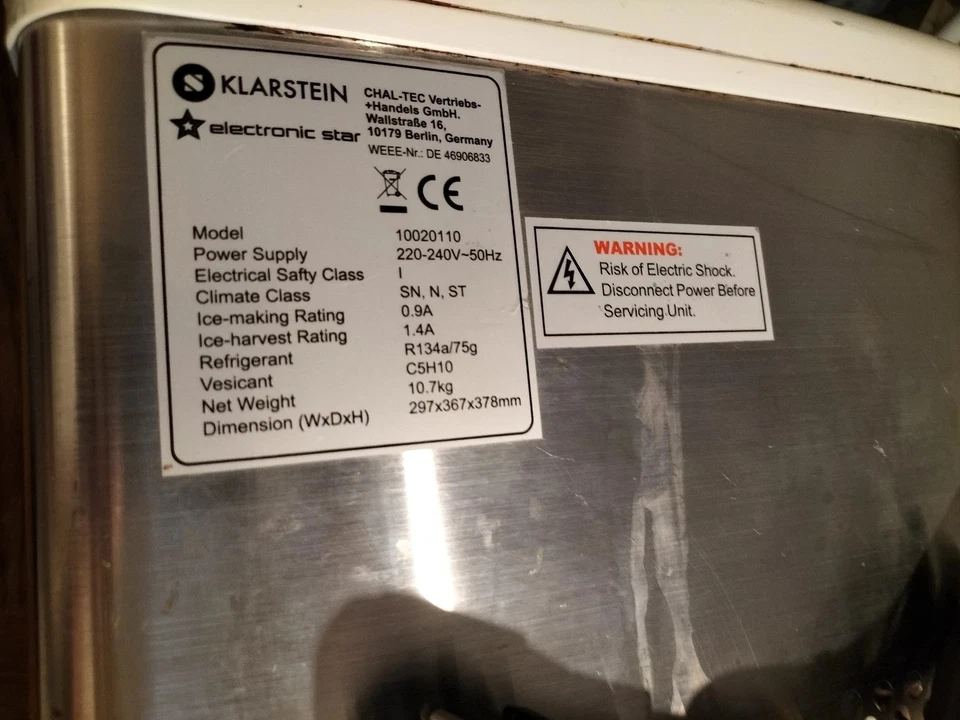 KLARSTEIN
electronic star
CHAL-TEC Vertriebs-
+Handels GmbH.
Wallstraße 16,
10179 Berlin, Germany
WEEE-Nr.: DE 46906833
CE
Model 10020110
Power Supply 220-240V~50Hz
Electrical Safty Class I
Climate Class SN, N, ST
Ice-making Rating 0.9A
Ice-harvest Rating 1.4A
Refrigerant R134a/75g
Vesicant C5H10
Net Weight 10.7kg
Dimension (WxDxH) 297x367x378mm
WARNING:
Risk of Electric Shock.
Disconnect Power Before
Servicing Unit.